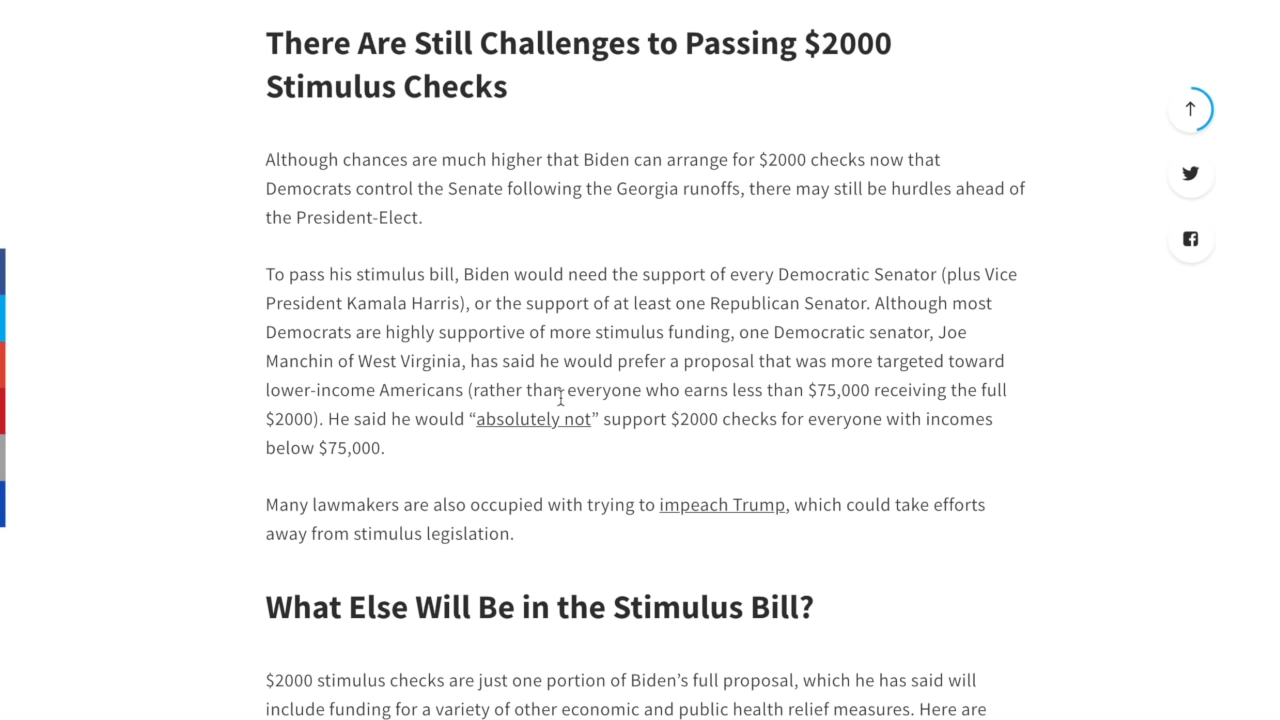 There Are Still Challenges to Passing $2000
Stimulus Checks
Although chances are much higher that Biden can arrange for $2000 checks now that
Democrats control the Senate following the Georgia runoffs, there may still be hurdles ahead of
the President-Elect.
To pass his stimulus bill, Biden would need the support of every Democratic Senator (plus Vice
President Kamala Harris), or the support of at least one Republican Senator. Although most
Democrats are highly supportive of more stimulus funding, one Democratic senator, Joe
Manchin of West Virginia, has said he would prefer a proposal that was more targeted toward
lower-income Americans (rather than everyone who earns less than $75,000 receiving the full
$2000). He said he would “absolutely not” support $2000 checks for everyone with incomes
below $75,000.
Many lawmakers are also occupied with trying to impeach Trump, which could take efforts
away from stimulus legislation.
What Else Will Be in the Stimulus Bill?
$2000 stimulus checks are just one portion of Biden’s full proposal, which he has said will
include funding for a variety of other economic and public health relief measures. Here are